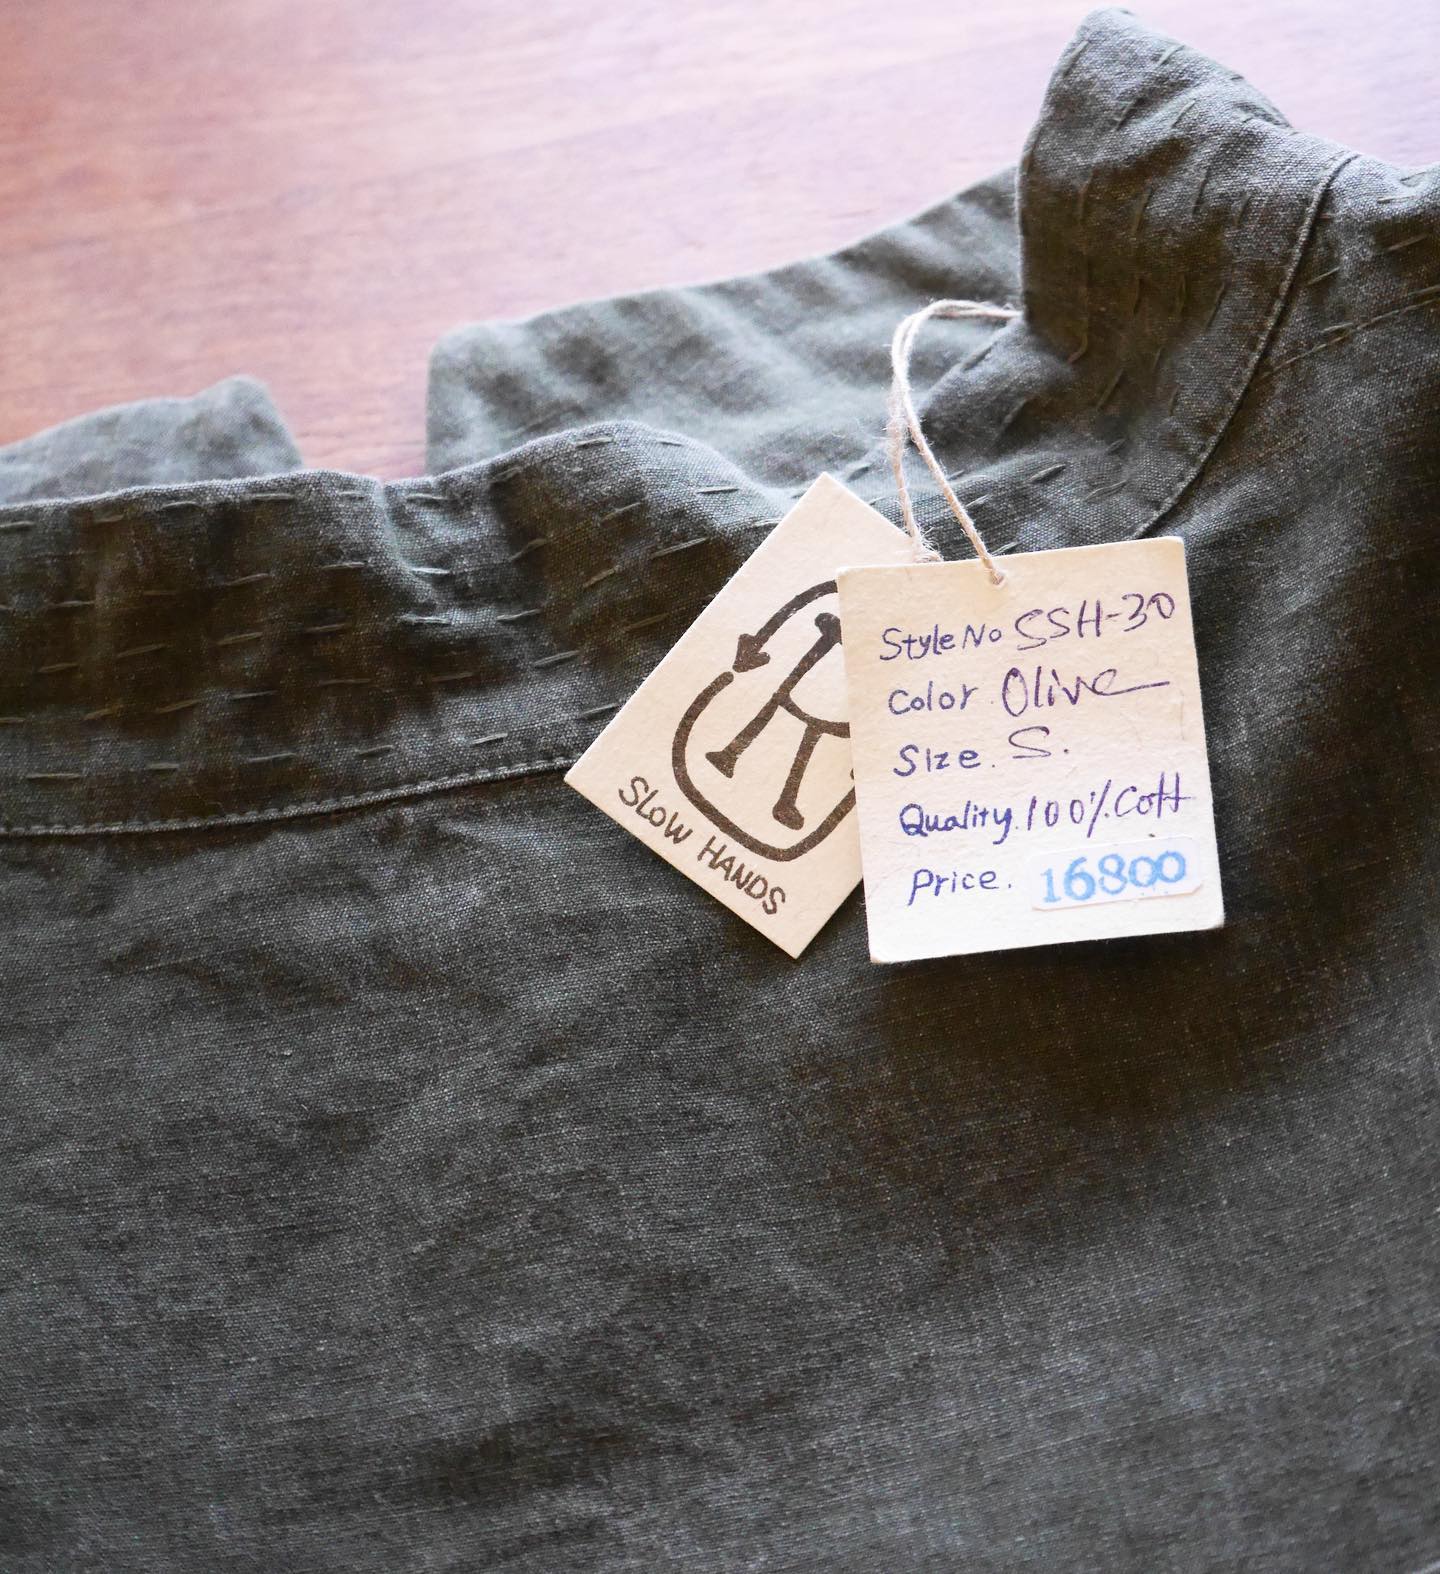 Style No SSH-30
Color. Olive
Size. S.
Quality. 100% Cott
Price. 16800
R
SLOW HANDS